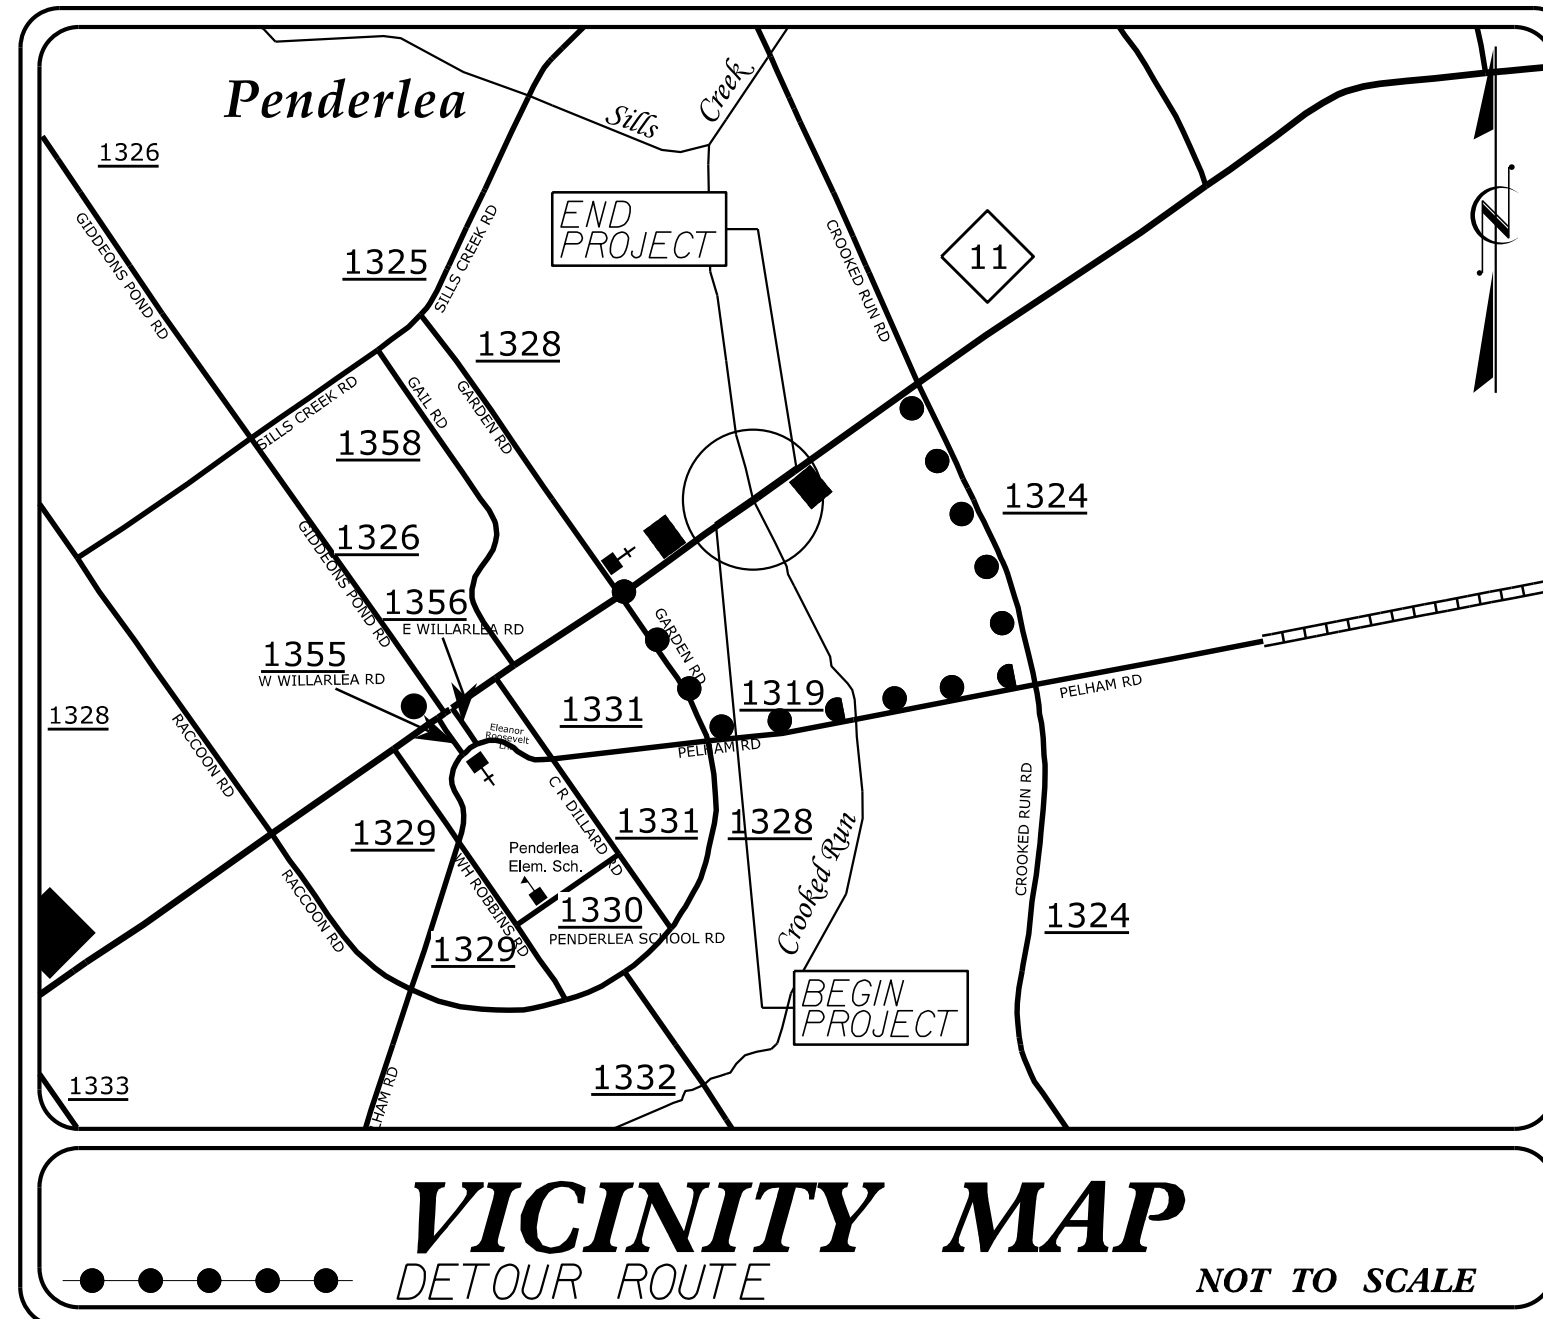 Penderlea
Sills
Creek
1326
GIDDEONS POND RD
1325
SILLS CREEK RD
END
PROJECT
CROOKED RUN RD
11
N
1328
SILLS CREEK RD
GAIL RD
GARDEN RD
1358
1324
1326
GIDDEONS POND RD
1356
E WILLARLEA RD
GARDEN RD
1355
W WILLARLEA RD
1319
PELHAM RD
1328
RACCOON RD
1331
Eleanor
Roosevelt
PELHAM RD
C R DILLARD RD
CROOKED RUN RD
1329
1331
1328
Crooked Run
Penderlea
Elem. Sch.
WH ROBBINS RD
RACCOON RD
1330
PENDERLEA SCHOOL RD
1324
1329
BEGIN
PROJECT
1333
LHAM RD
1332
VICINITY MAP
DETOUR ROUTE
NOT TO SCALE